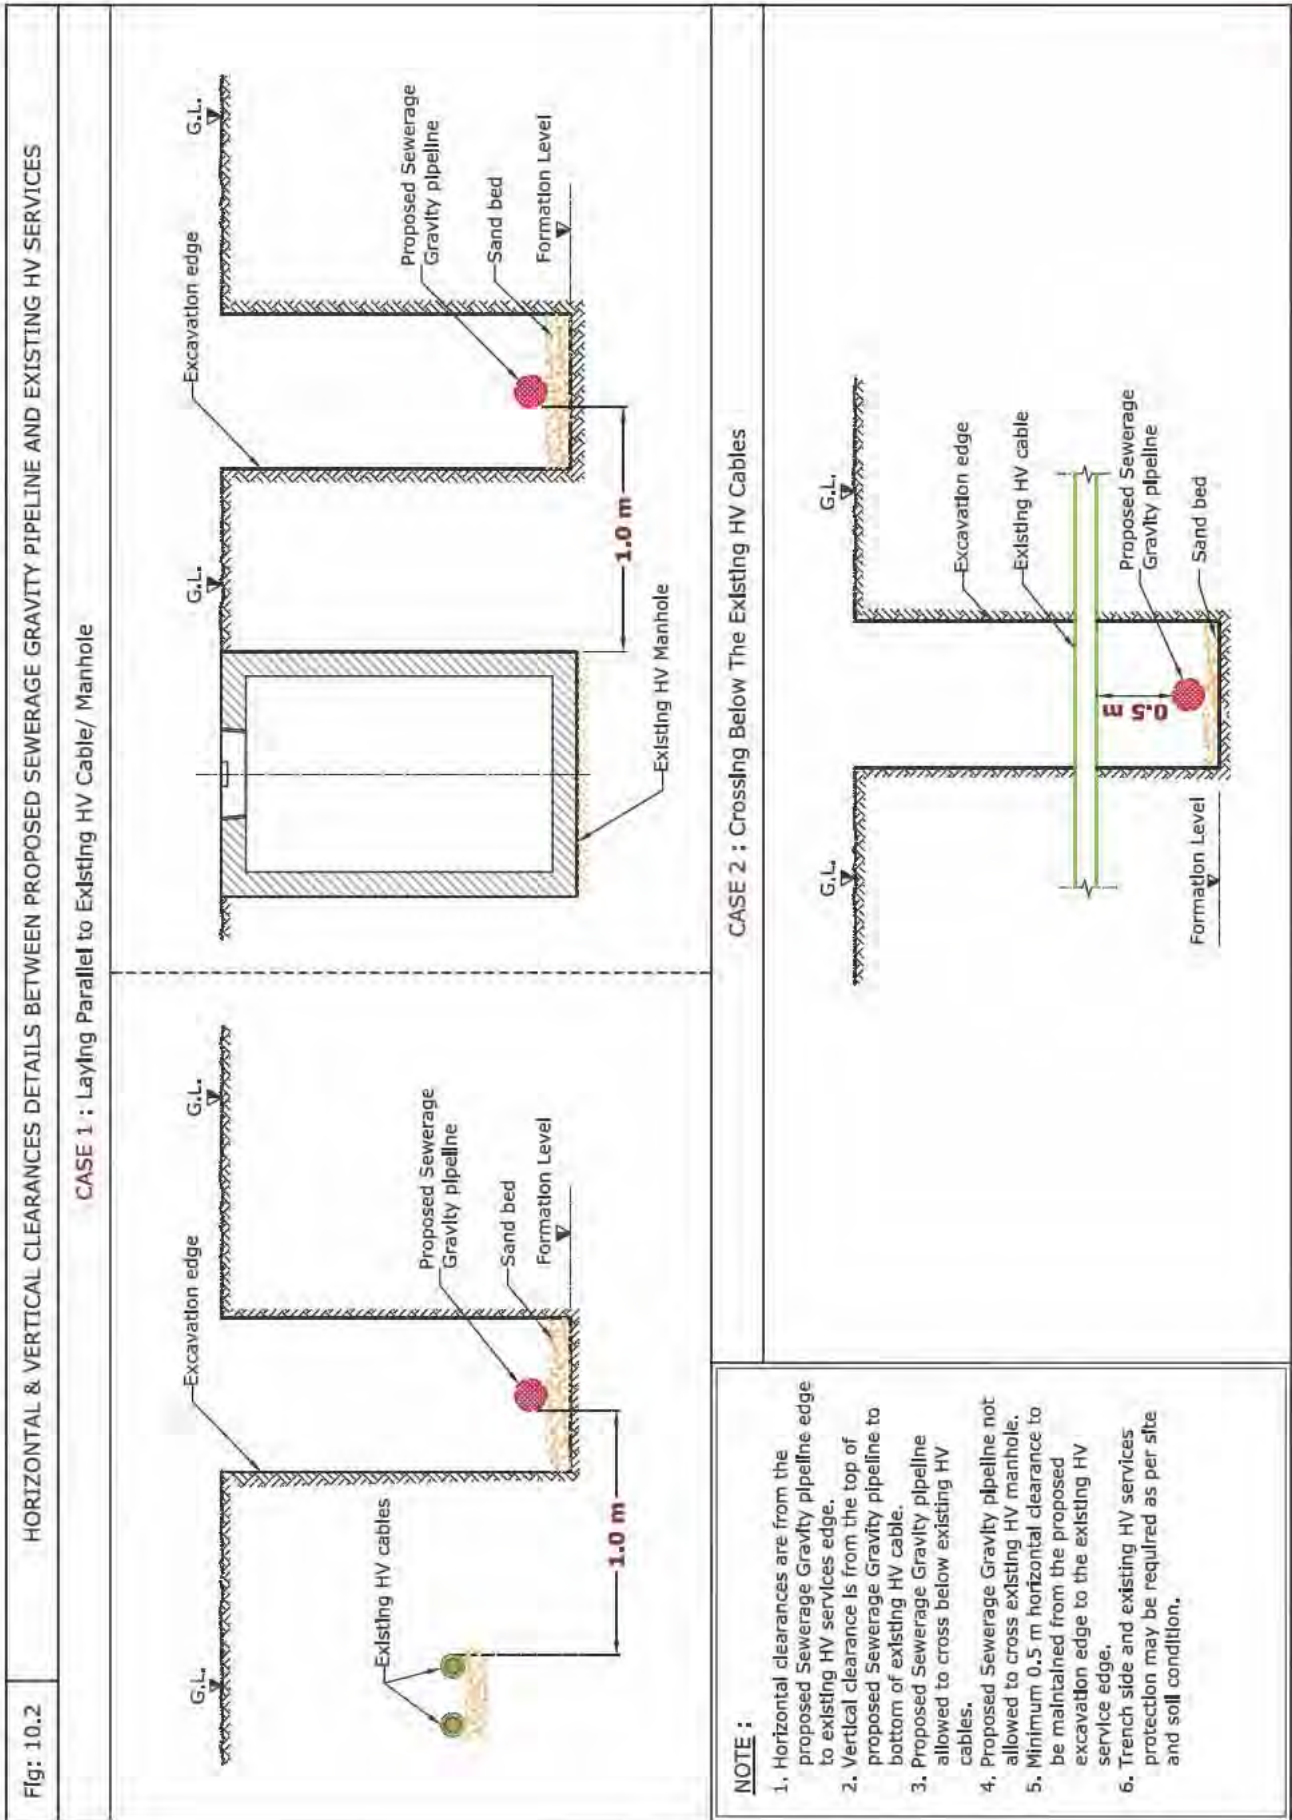 Fig: 10.2
HORIZONTAL & VERTICAL CLEARANCES DETAILS BETWEEN PROPOSED SEWERAGE GRAVITY PIPELINE AND EXISTING HV SERVICES
CASE 1 : Laying Parallel to Existing HV Cable/ Manhole
G.L.
Excavation edge
G.L.
Existing HV cables
Proposed Sewerage
Gravity pipeline
Sand bed
Formation Level
1.0 m
G.L.
Excavation edge
G.L.
Proposed Sewerage
Gravity pipeline
Sand bed
Formation Level
1.0 m
Existing HV Manhole
NOTE :
1. Horizontal clearances are from the
proposed Sewerage Gravity pipeline edge
to existing HV services edge.
2. Vertical clearance is from the top of
proposed Sewerage Gravity pipeline to
bottom of existing HV cable.
3. Proposed Sewerage Gravity pipeline
allowed to cross below existing HV
cables.
4. Proposed Sewerage Gravity pipeline not
allowed to cross existing HV manhole.
5. Minimum 0.5 m horizontal clearance to
be maintained from the proposed
excavation edge to the existing HV
service edge.
6. Trench side and existing HV services
protection may be required as per site
and soil condition.
CASE 2 : Crossing Below The Existing HV Cables
G.L.
G.L.
Excavation edge
Existing HV cable
Proposed Sewerage
Gravity pipeline
Sand bed
0.5 m
Formation Level